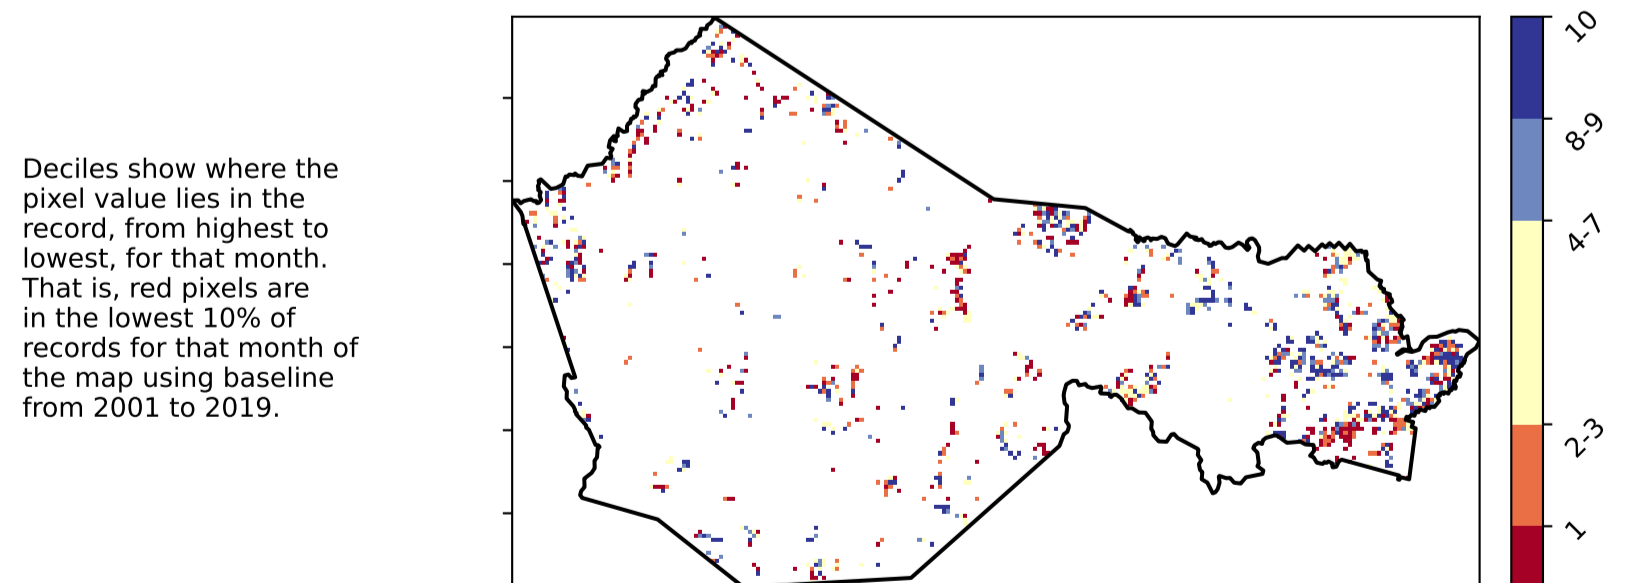 Deciles show where the
pixel value lies in the
record, from highest to
lowest, for that month.
That is, red pixels are
in the lowest 10% of
records for that month of
the map using baseline
from 2001 to 2019.
10
8-9
4-7
2-3
1